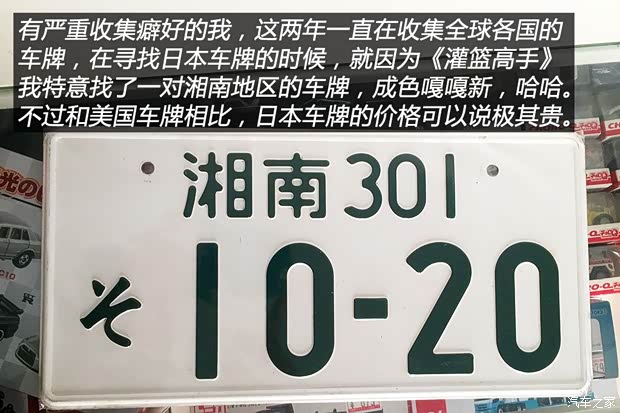 有严重收集癖好的我，这两年一直在收集全球各国的
车牌，在寻找日本车牌的时候，就因为《灌篮高手》
我特意找了一对湘南地区的车牌，成色嘎嘎新，哈哈。
不过和美国车牌相比，日本车牌的价格可以说极其贵。
湘南 301
そ 10-20
汽车之家